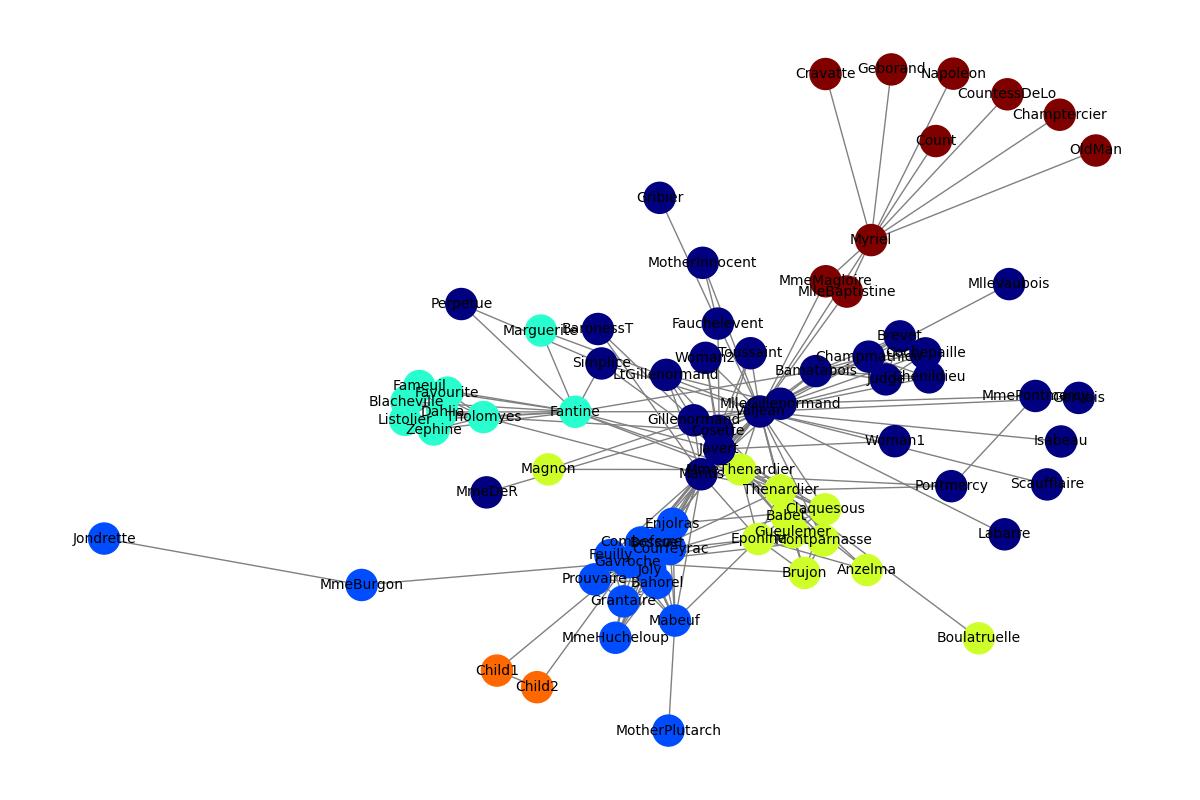 Cravatte
Geborand
Napoleon
CountessDeLo
Champtercier
Count
OldMan
Gribier
Myriel
MotherInnocent
MmeMagloire
MlleBaptistine
MlleVaubois
Perpetue
Marguerite
BaronessT
Fauchelevent
Brevet
Simplice
Woman2
Toussaint
Champmathieu
Cochepaille
LtGillenormand
Bamatabois
Judge
Chenildieu
Fameuil
Favourite
Blacheville
Dahlia
Listolier
Tholomyes
Zephine
Fantine
MlleGillenormand
Valjean
MmePontmercy
Gervais
Gillenormand
Cosette
Javert
Woman1
Isabeau
Magnon
MmeThenardier
Marius
MmeDeR
Thenardier
Pontmercy
Scaufflaire
Claquesous
Babet
Enjolras
Gueulemer
Labarre
Jondrette
Eponine
Montparnasse
Combeferre
Bossuet
Courfeyrac
Feuilly
Gavroche
Joly
Prouvaire
Bahorel
Brujon
Anzelma
MmeBurgon
Grantaire
Mabeuf
MmeHucheloup
Boulatruelle
Child1
Child2
MotherPlutarch